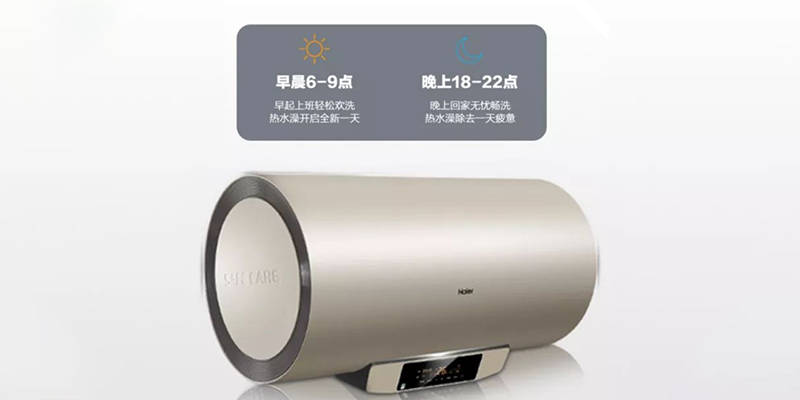 早晨6-9点
早起上班轻松欢洗
热水澡开启全新一天
晚上18-22点
晚上回家无忧畅洗
热水澡除去一天疲惫
Haier